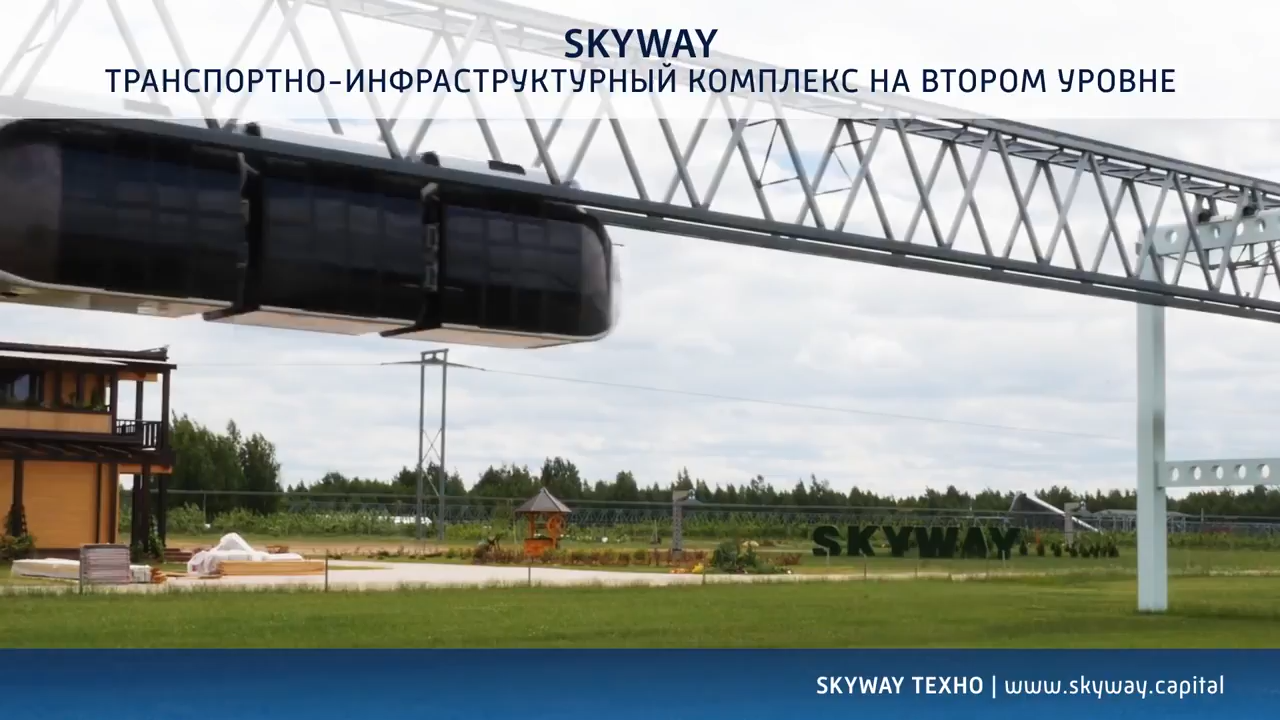 SKYWAY
ТРАНСПОРТНО-ИНФРАСТРУКТУРНЫЙ КОМПЛЕКС НА ВТОРОМ УРОВНЕ
SKYWAY
SKYWAY ТЕХНО | www.skyway.capital